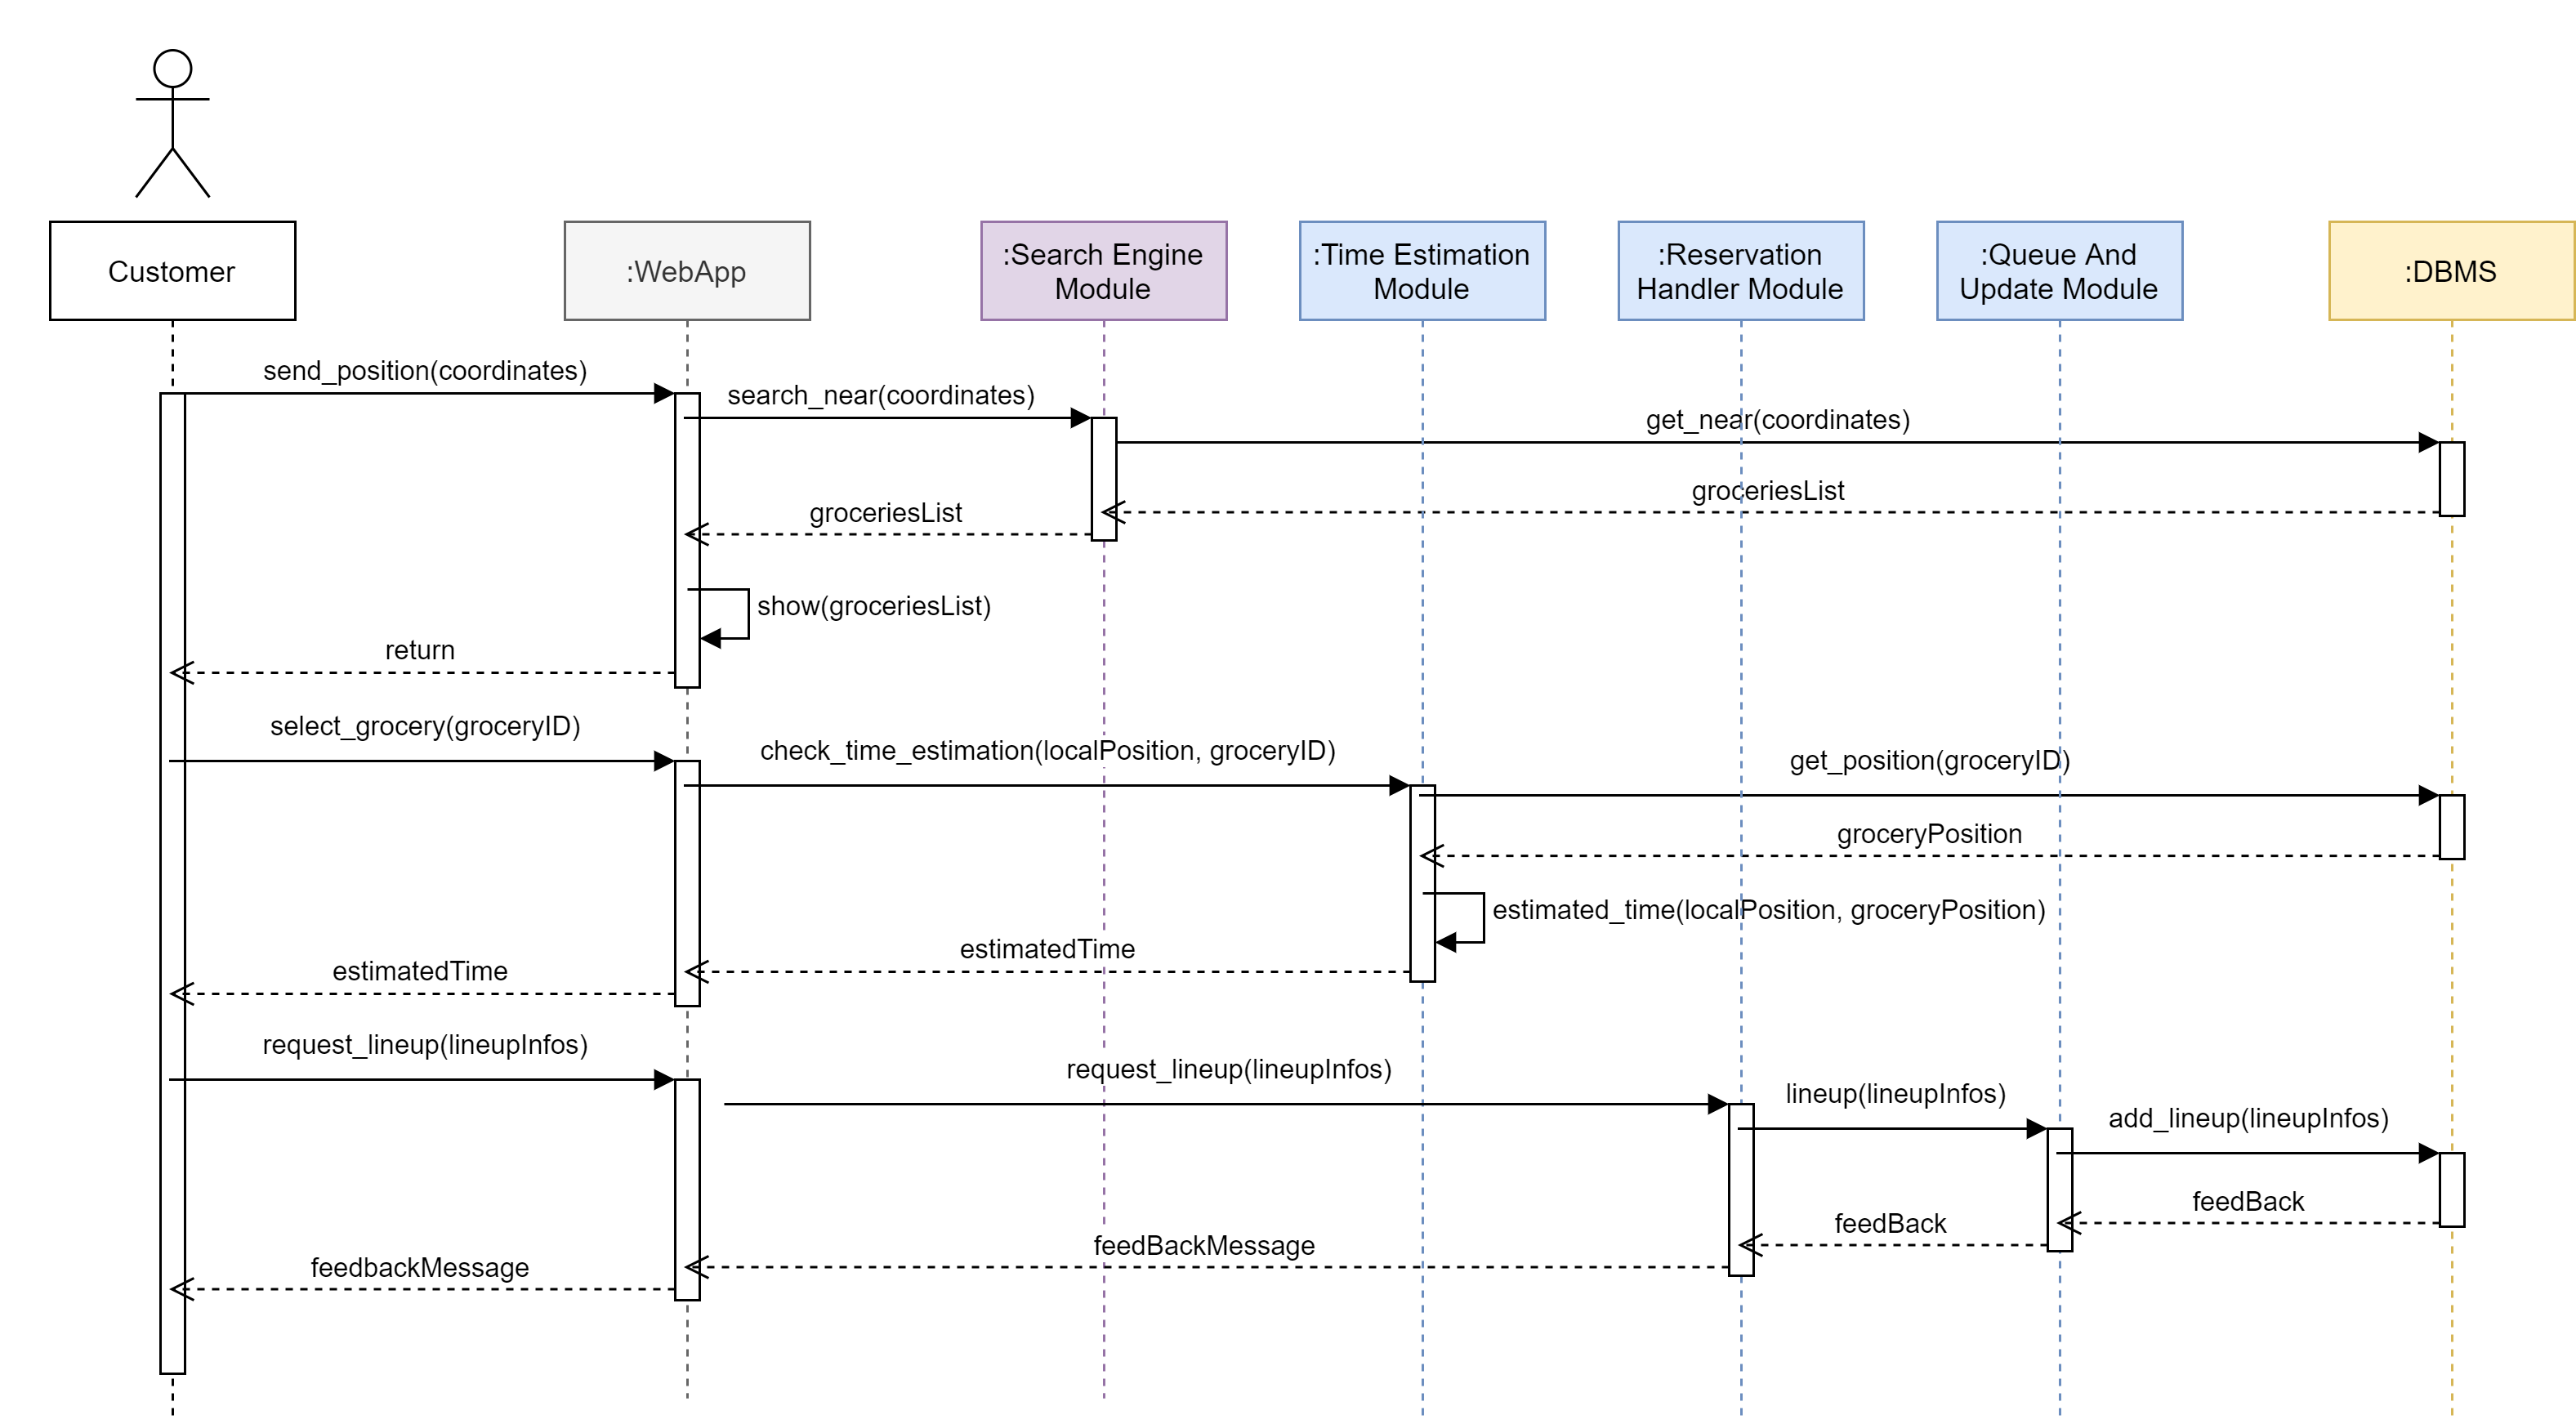 Customer
:WebApp
:Search Engine
Module
:Time Estimation
Module
:Reservation
Handler Module
:Queue And
Update Module
:DBMS
send_position(coordinates)
search_near(coordinates)
get_near(coordinates)
groceriesList
groceriesList
show(groceriesList)
return
select_grocery(groceryID)
check_time_estimation(localPosition, groceryID)
get_position(groceryID)
groceryPosition
estimated_time(localPosition, groceryPosition)
estimatedTime
estimatedTime
request_lineup(lineupInfos)
request_lineup(lineupInfos)
lineup(lineupInfos)
add_lineup(lineupInfos)
feedBack
feedBack
feedBackMessage
feedbackMessage